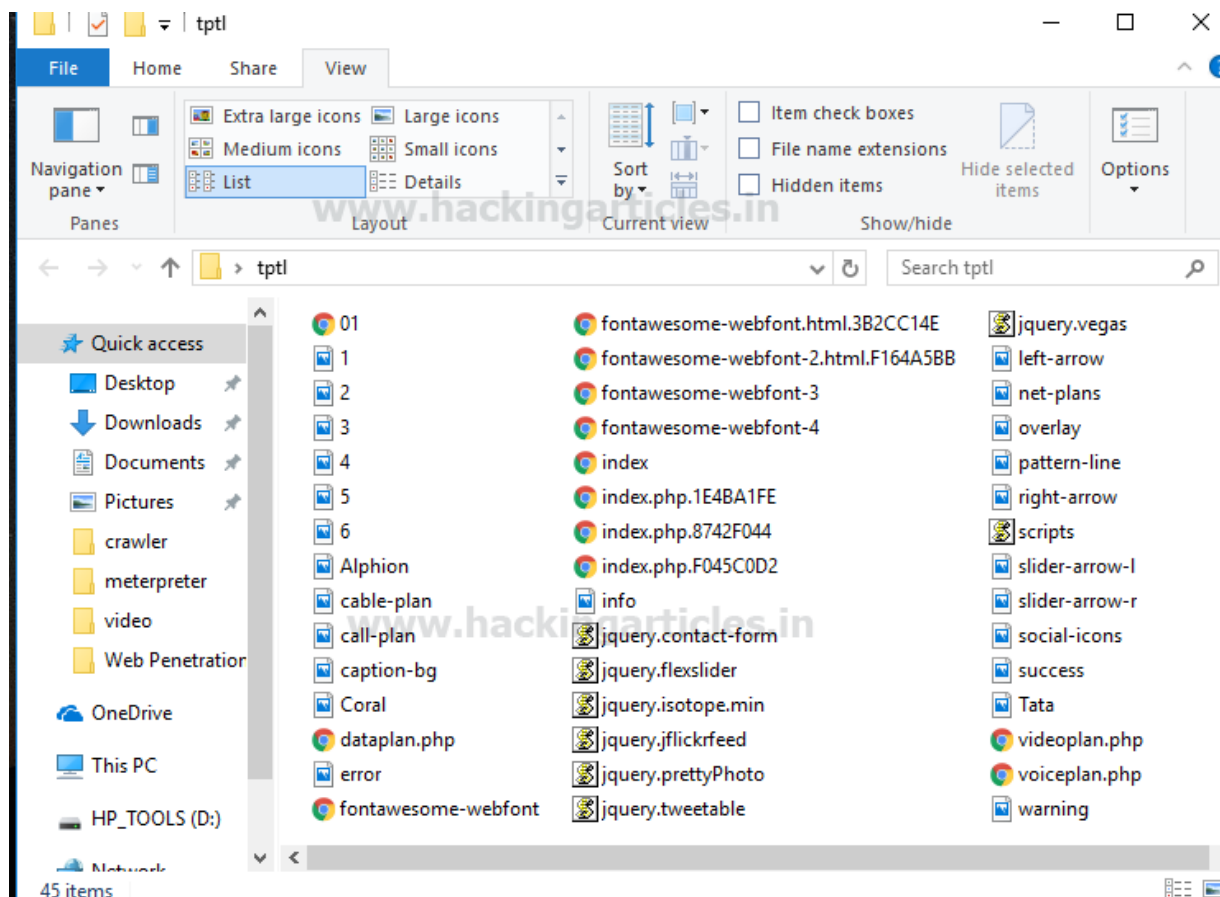 tptl
File Home Share View
Extra large icons Large icons
Medium icons Small icons
List Details
Navigation pane
Sort by
Item check boxes
File name extensions
Hidden items
Hide selected items
Options
Panes
Layout
Current view
Show/hide
www.hackingarticles.in
tptl
Search tptl
Quick access
Desktop
Downloads
Documents
Pictures
crawler
meterpreter
video
Web Penetration
OneDrive
This PC
HP_TOOLS (D:)
Network
01
1
2
3
4
5
6
Alphion
cable-plan
call-plan
caption-bg
Coral
dataplan.php
error
fontawesome-webfont
fontawesome-webfont.html.3B2CC14E
fontawesome-webfont-2.html.F164A5BB
fontawesome-webfont-3
fontawesome-webfont-4
index
index.php.1E4BA1FE
index.php.8742F044
index.php.F045C0D2
info
jquery.contact-form
jquery.flexslider
jquery.isotope.min
jquery.jflickrfeed
jquery.prettyPhoto
jquery.tweetable
jquery.vegas
left-arrow
net-plans
overlay
pattern-line
right-arrow
scripts
slider-arrow-l
slider-arrow-r
social-icons
success
Tata
videoplan.php
voiceplan.php
warning
www.hackingarticles.in
45 items